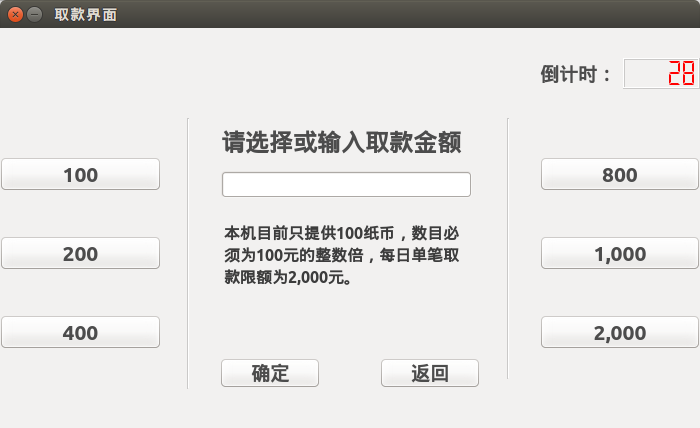 取款界面
倒计时：
28
请选择或输入取款金额
100
800
本机目前只提供100纸币，数目必
须为100元的整数倍，每日单笔取
款限额为2,000元。
200
1,000
400
2,000
确定
返回